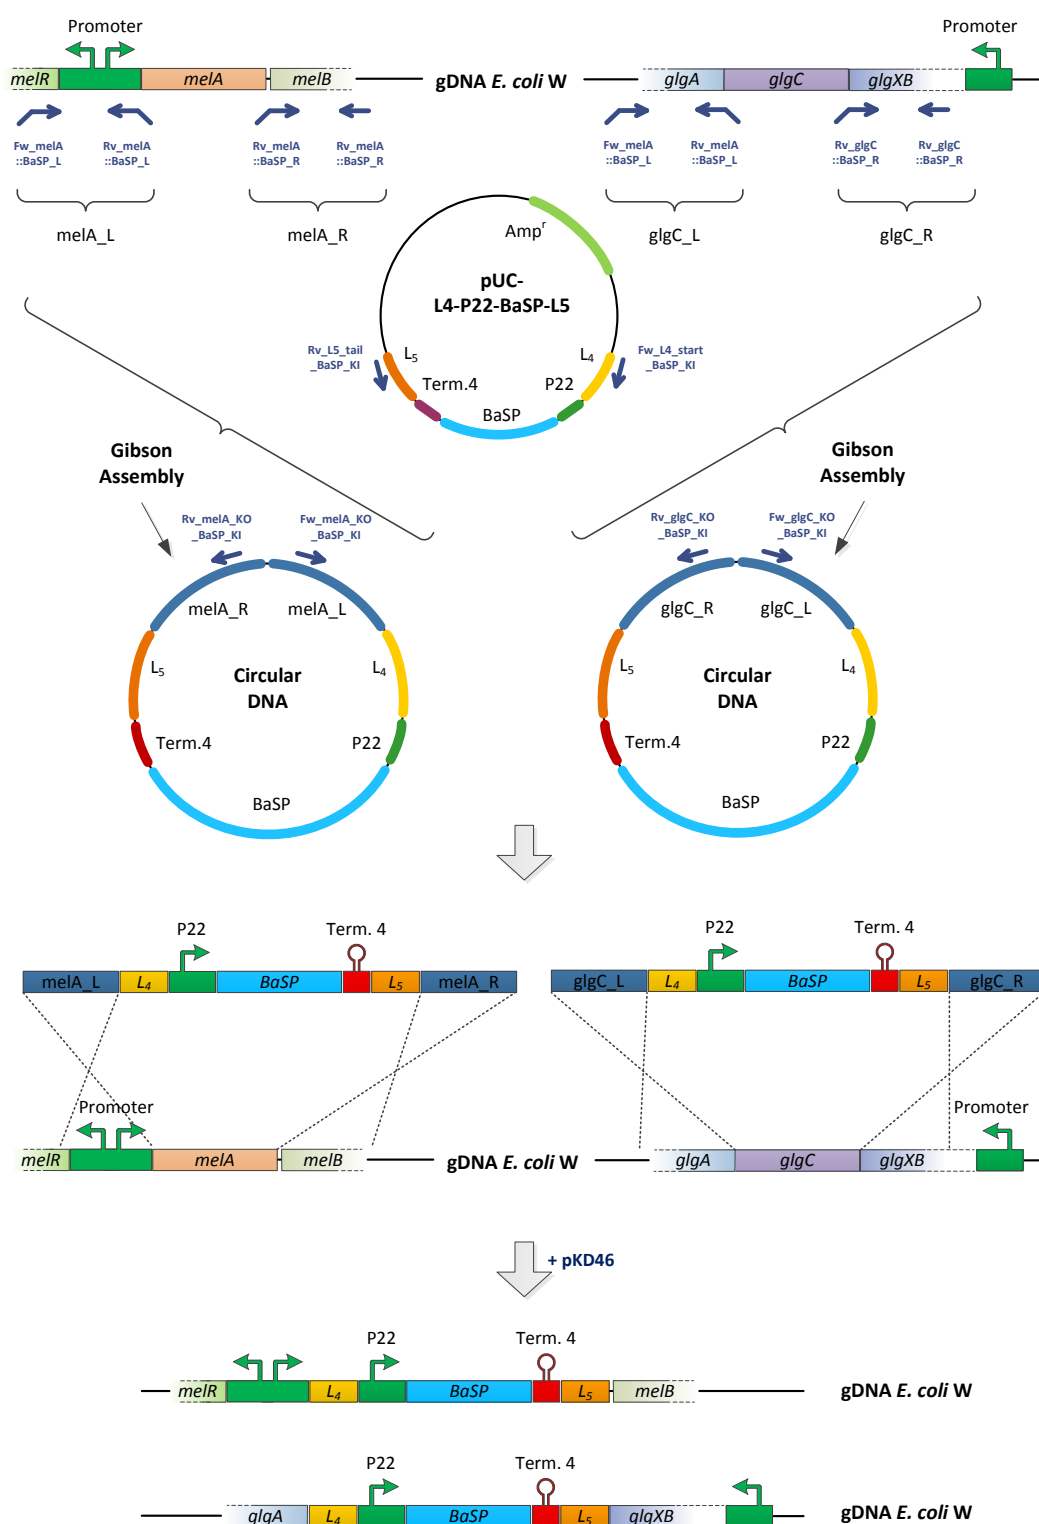 Promoter
Promoter
melR melA melB gDNA E. coli W glgA glgC glgXB
Fw_melA
::BaSP_L
Rv_melA
::BaSP_L
Rv_melA
::BaSP_R
Rv_melA
::BaSP_R
Fw_melA
::BaSP_L
Rv_melA
::BaSP_L
Rv_glgC
::BaSP_R
Rv_glgC
::BaSP_R
melA_L
melA_R
glgC_L
glgC_R
Ampʳ
pUC-
L4-P22-BaSP-L5
Rv_L5_tail
_BaSP_KI
L₅
L₄
Fw_L4_start
_BaSP_KI
Term.4
P22
BaSP
Gibson
Assembly
Gibson
Assembly
Rv_melA_KO
_BaSP_KI
Fw_melA_KO
_BaSP_KI
melA_R
melA_L
L₅
L₄
Circular
DNA
Term.4
P22
BaSP
Rv_glgC_KO
_BaSP_KI
Fw_glgC_KO
_BaSP_KI
glgC_R
glgC_L
L₅
L₄
Circular
DNA
Term.4
P22
BaSP
P22
Term. 4
melA_L L₄ BaSP L₅ melA_R
P22
Term. 4
glgC_L L₄ BaSP L₅ glgC_R
Promoter
Promoter
melR melA melB gDNA E. coli W glgA glgC glgXB
+ pKD46
P22
Term. 4
melR L₄ BaSP L₅ melB gDNA E. coli W
P22
Term. 4
glgA L₄ BaSP L₅ glgXB gDNA E. coli W